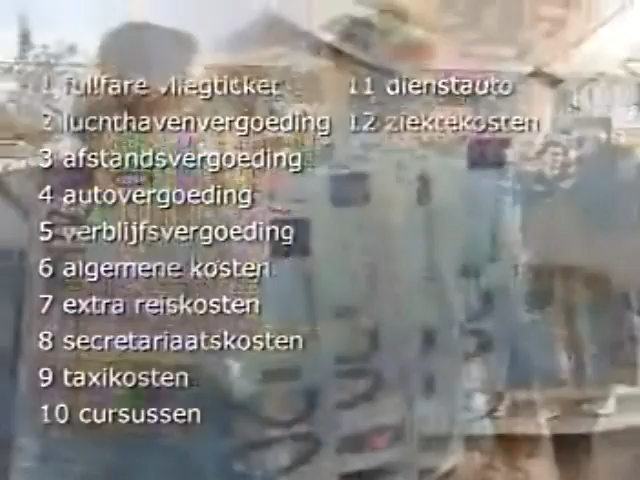 1 fullfare vliegticket
2 luchthavenvergoeding
3 afstandsvergoeding
4 autovergoeding
5 verblijfsvergoeding
6 algemene kosten
7 extra reiskosten
8 secretariaatskosten
9 taxikosten
10 cursussen
11 dienstauto
12 ziektekosten